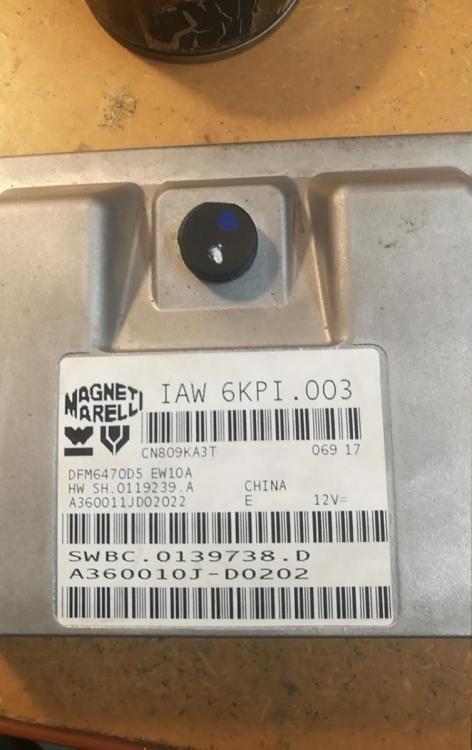 MAGNETI
MARELLI
IAW 6KPI.003
CN809KA3T 069 17
DFM6470D5 EW10A
HW SH.0119239.A CHINA
A360011JD02022 E 12V=
SWBC.0139738.D
A360010J-D0202